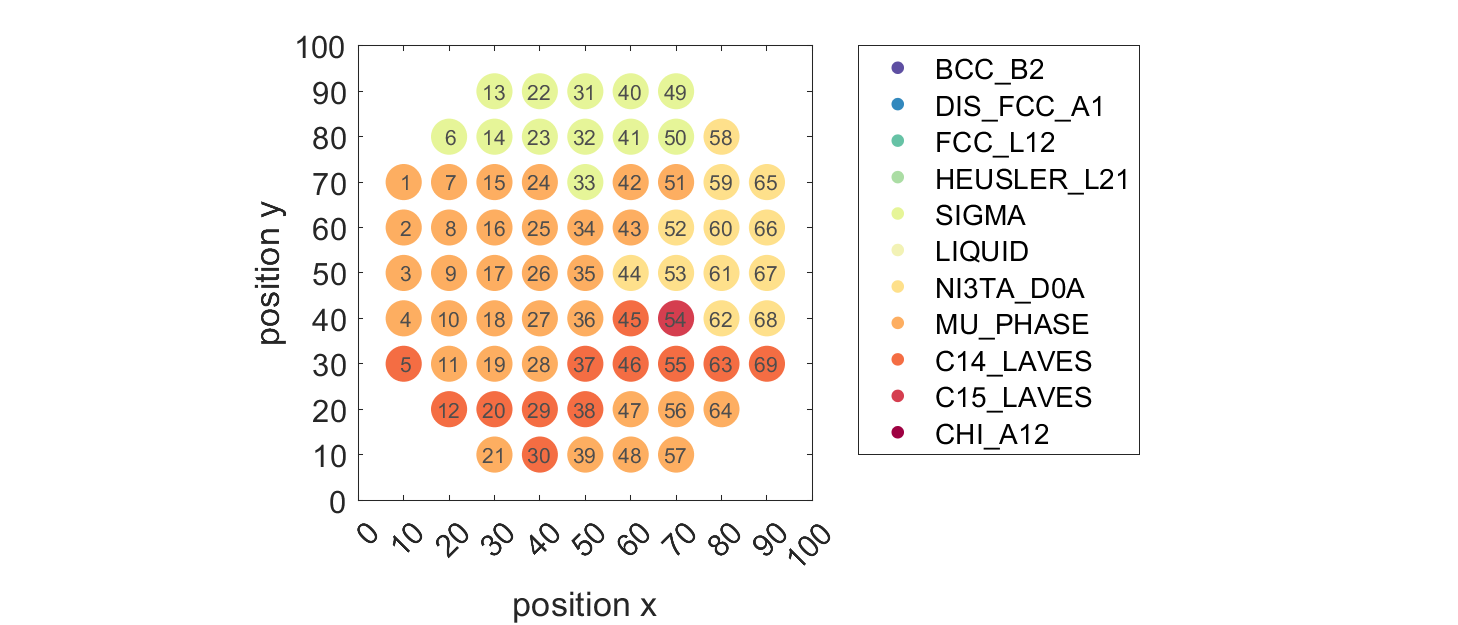 100
90
80
70
60
50
40
30
20
10
0
position y
13 22 31 40 49
6 14 23 32 41 50 58
1 7 15 24 33 42 51 59 65
2 8 16 25 34 43 52 60 66
3 9 17 26 35 44 53 61 67
4 10 18 27 36 45 54 62 68
5 11 19 28 37 46 55 63 69
12 20 29 38 47 56 64
21 30 39 48 57
0 10 20 30 40 50 60 70 80 90 100
position x
BCC_B2
DIS_FCC_A1
FCC_L12
HEUSLER_L21
SIGMA
LIQUID
NI3TA_D0A
MU_PHASE
C14_LAVES
C15_LAVES
CHI_A12